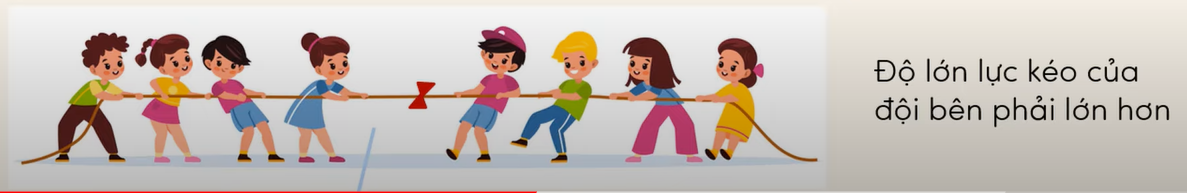 Độ lớn lực kéo của
đội bên phải lớn hơn